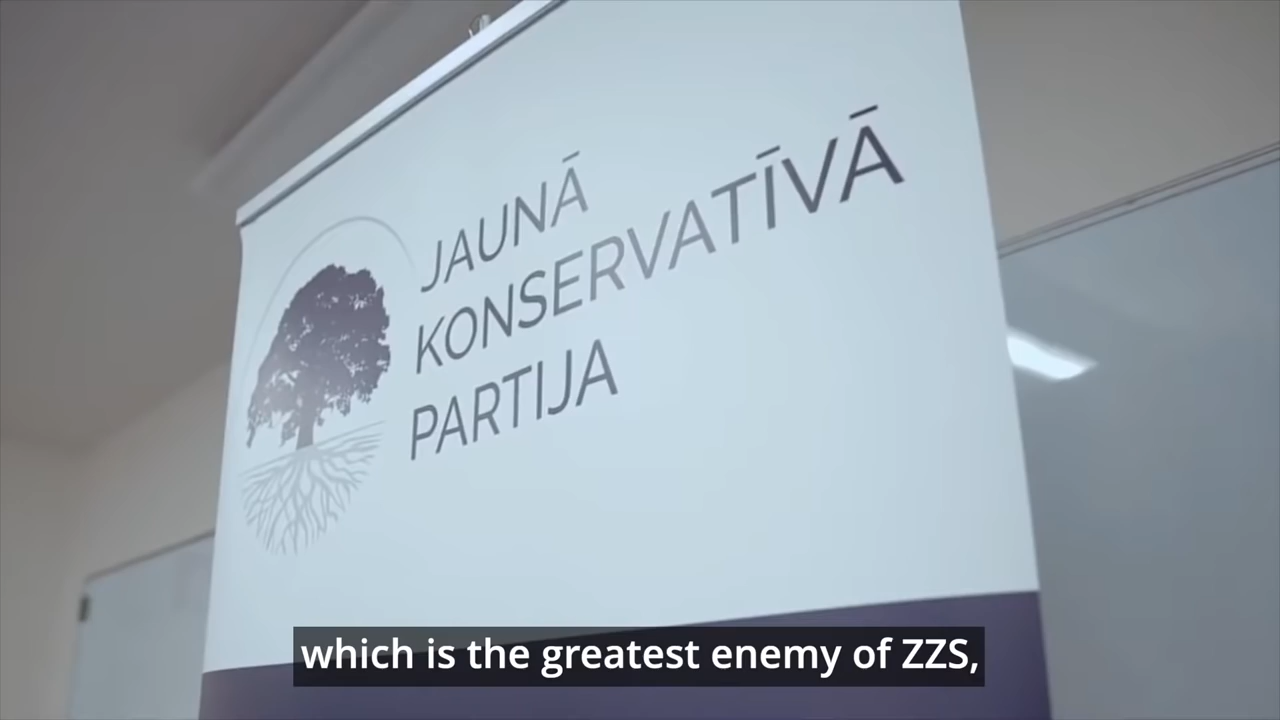 JAUNĀ
KONSERVATĪVĀ
PARTIJA
which is the greatest enemy of ZZS,